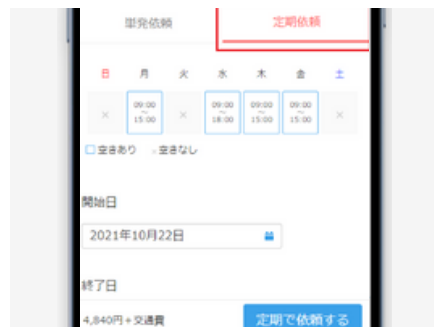 単発依頼 定期依頼
日 月 火 水 木 金 土
× 09:00 × 09:00 09:00 09:00 ×
〜 〜 〜 〜
15:00 18:00 15:00 15:00
空きあり ×空きなし
開始日
2021年10月22日
終了日
4,840円+交通費 定期で依頼する